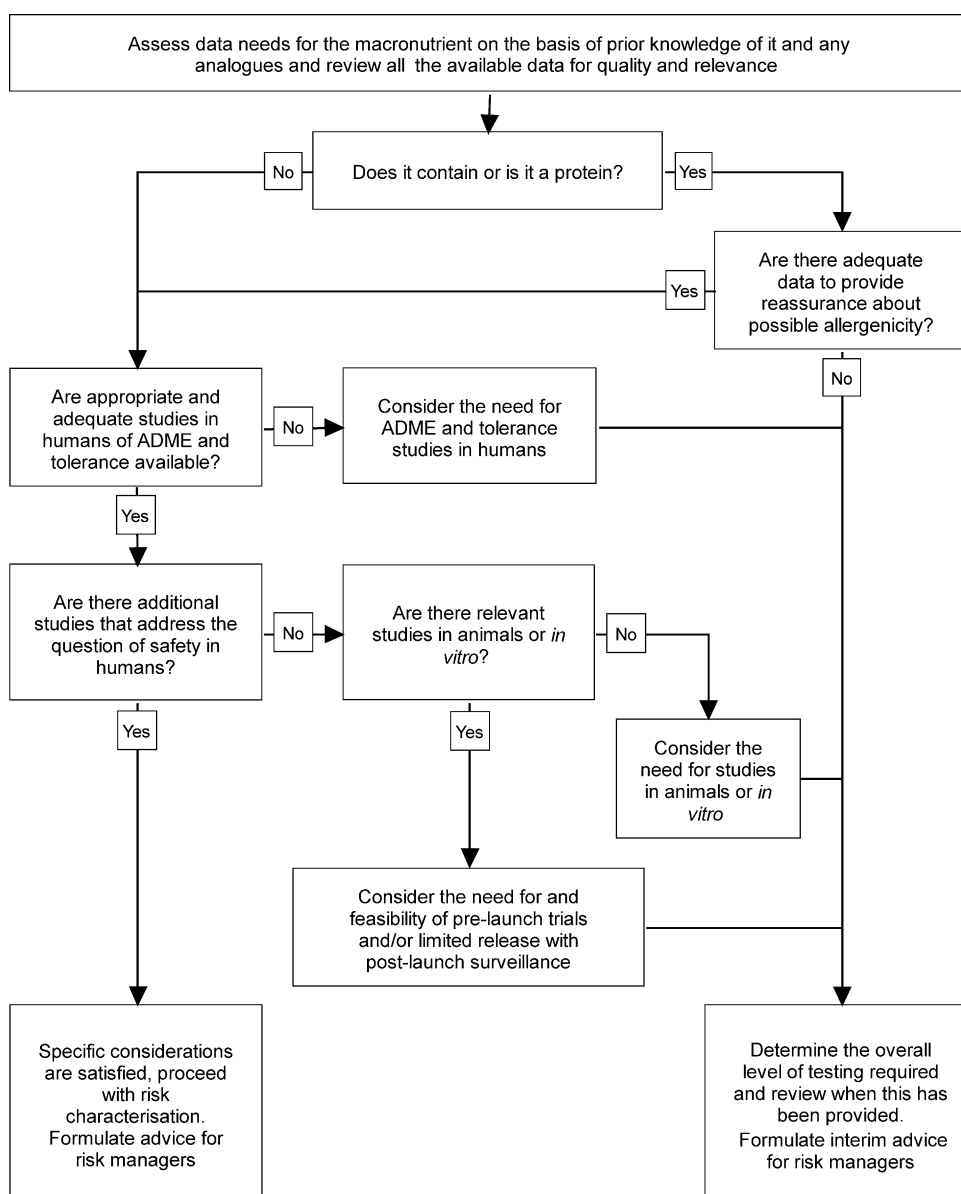 Assess data needs for the macronutrient on the basis of prior knowledge of it and any
analogues and review all the available data for quality and relevance
Does it contain or is it a protein?
No
Yes
Are there adequate
data to provide
reassurance about
possible allergenicity?
Yes
No
Are appropriate and
adequate studies in
humans of ADME and
tolerance available?
No
Consider the need for
ADME and tolerance
studies in humans
Yes
Are there additional
studies that address the
question of safety in
humans?
No
Are there relevant
studies in animals or in
vitro?
No
Yes
Yes
Consider the
need for studies
in animals or in
vitro
Consider the need for and
feasibility of pre-launch trials
and/or limited release with
post-launch surveillance
Specific considerations
are satisfied, proceed
with risk
characterisation.
Formulate advice for
risk managers
Determine the overall
level of testing required
and review when this has
been provided.
Formulate interim advice
for risk managers